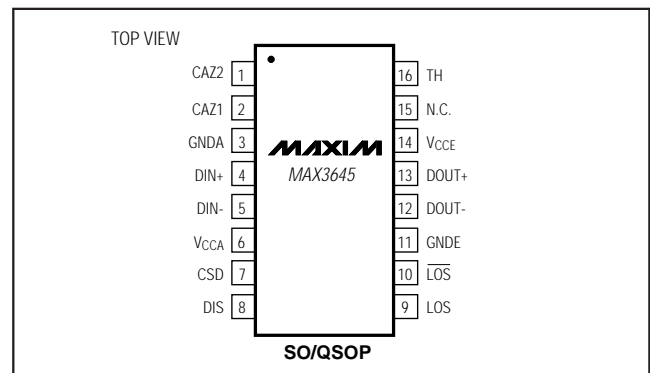 TOP VIEW
CAZ2 1
CAZ1 2
GNDA 3
DIN+ 4
DIN- 5
VCCA 6
CSD 7
DIS 8
MAXIM
MAX3645
16 TH
15 N.C.
14 VCCE
13 DOUT+
12 DOUT-
11 GNDE
10 L̅O̅S̅
9 LOS
SO/QSOP